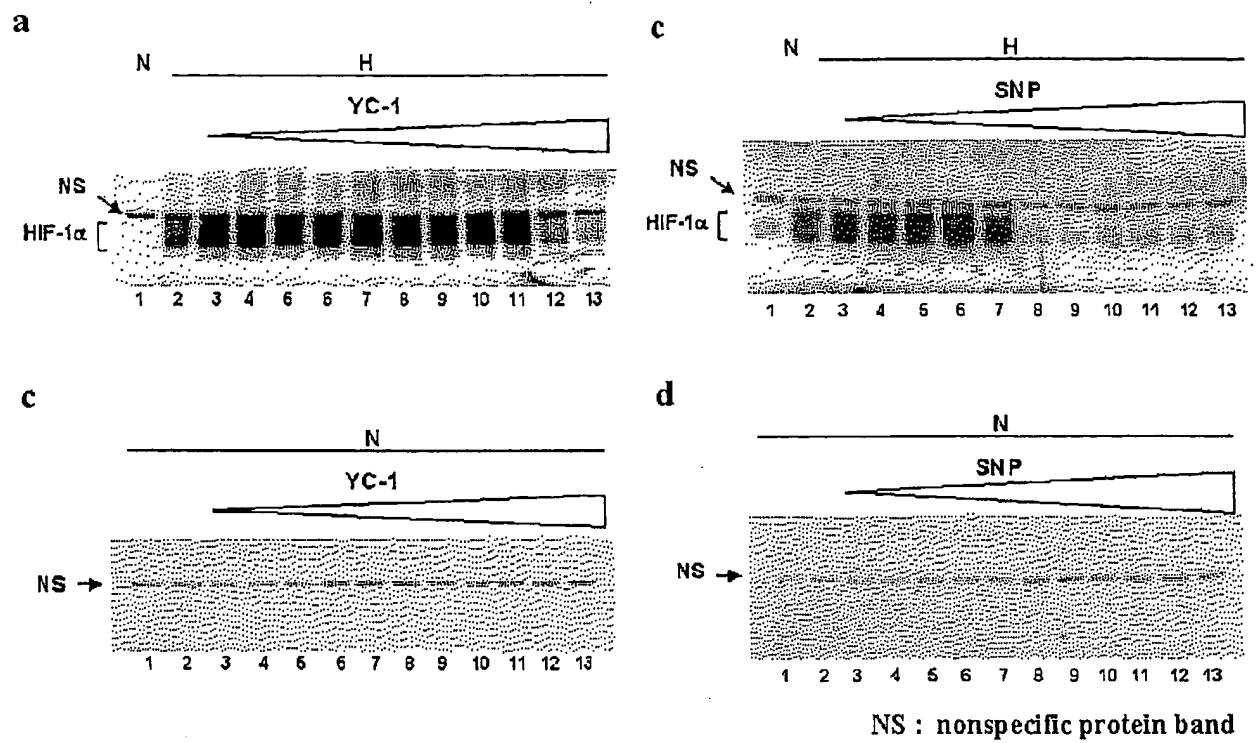 a
N H
YC-1
NS
HIF-1α
1 2 3 4 6 6 7 8 9 10 11 12 13
c
N H
SNP
NS
HIF-1α
1 2 3 4 5 6 7 8 9 10 11 12 13
c
N
YC-1
NS
1 2 3 4 5 6 7 8 9 10 11 12 13
d
N
SNP
NS
1 2 3 4 5 6 7 8 9 10 11 12 13
NS : nonspecific protein band